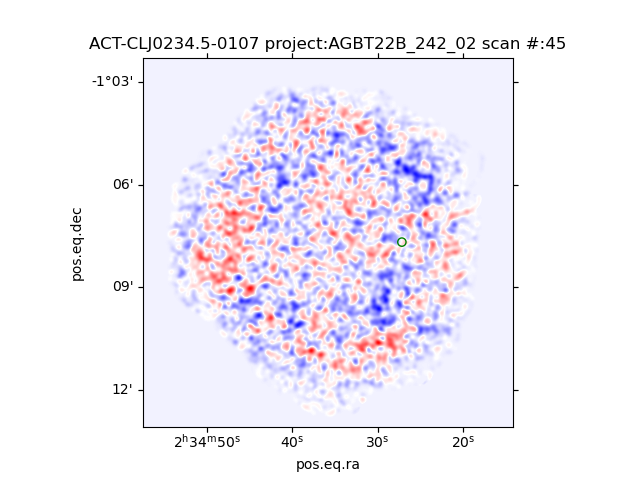 ACT-CLJ0234.5-0107 project:AGBT22B_242_02 scan #:45
-1°03'
06'
09'
12'
pos.eq.dec
2ʰ34ᵐ50ˢ 40ˢ 30ˢ 20ˢ
pos.eq.ra